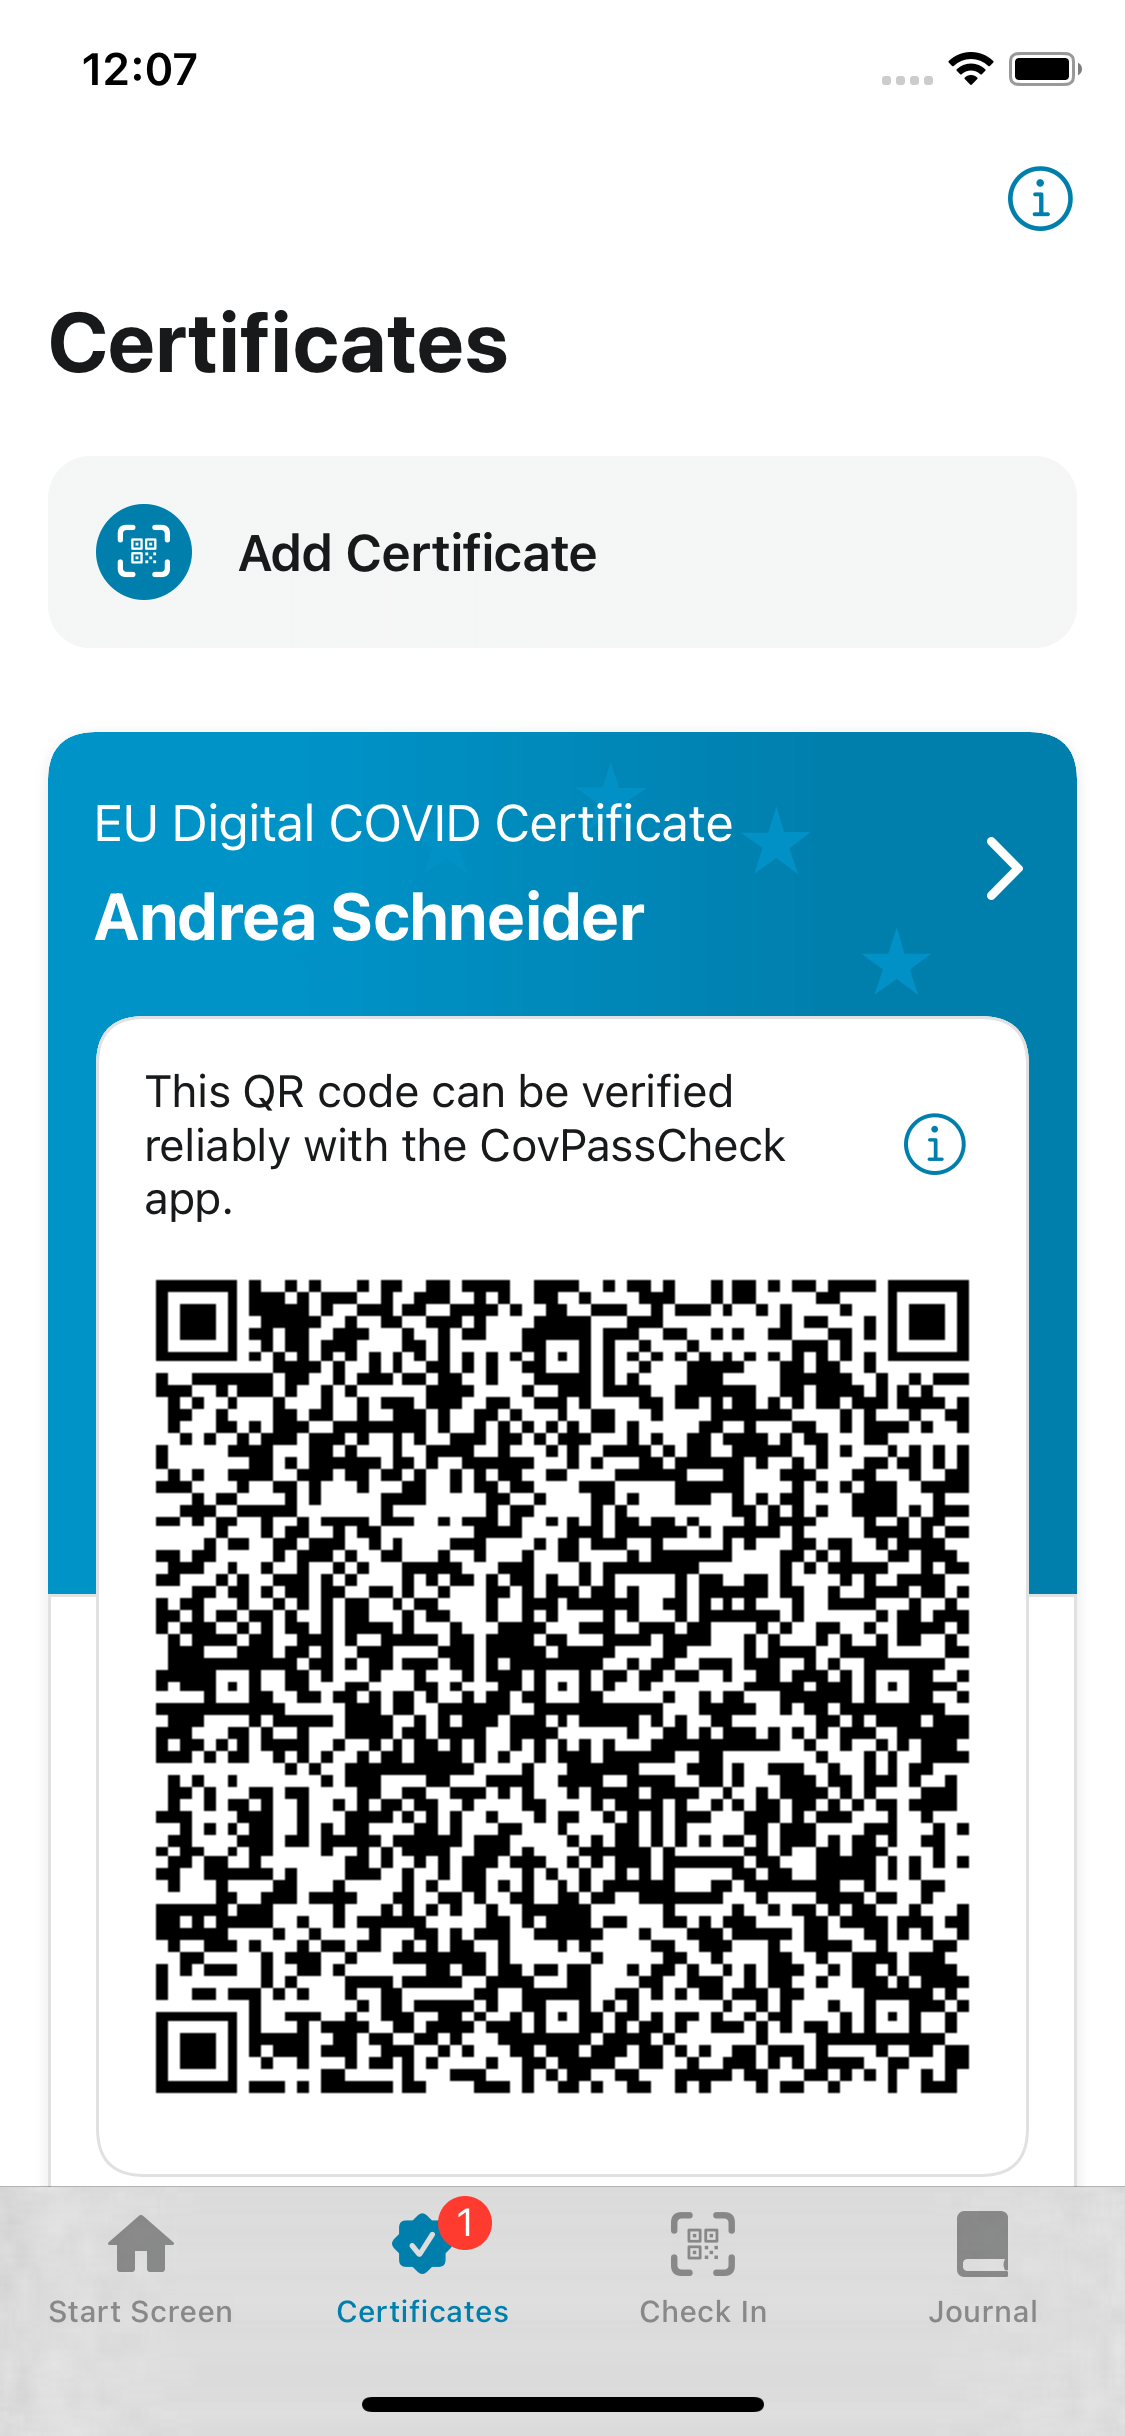 12:07
Certificates
Add Certificate
EU Digital COVID Certificate
Andrea Schneider
This QR code can be verified
reliably with the CovPassCheck
app.
1
Start Screen
Certificates
Check In
Journal